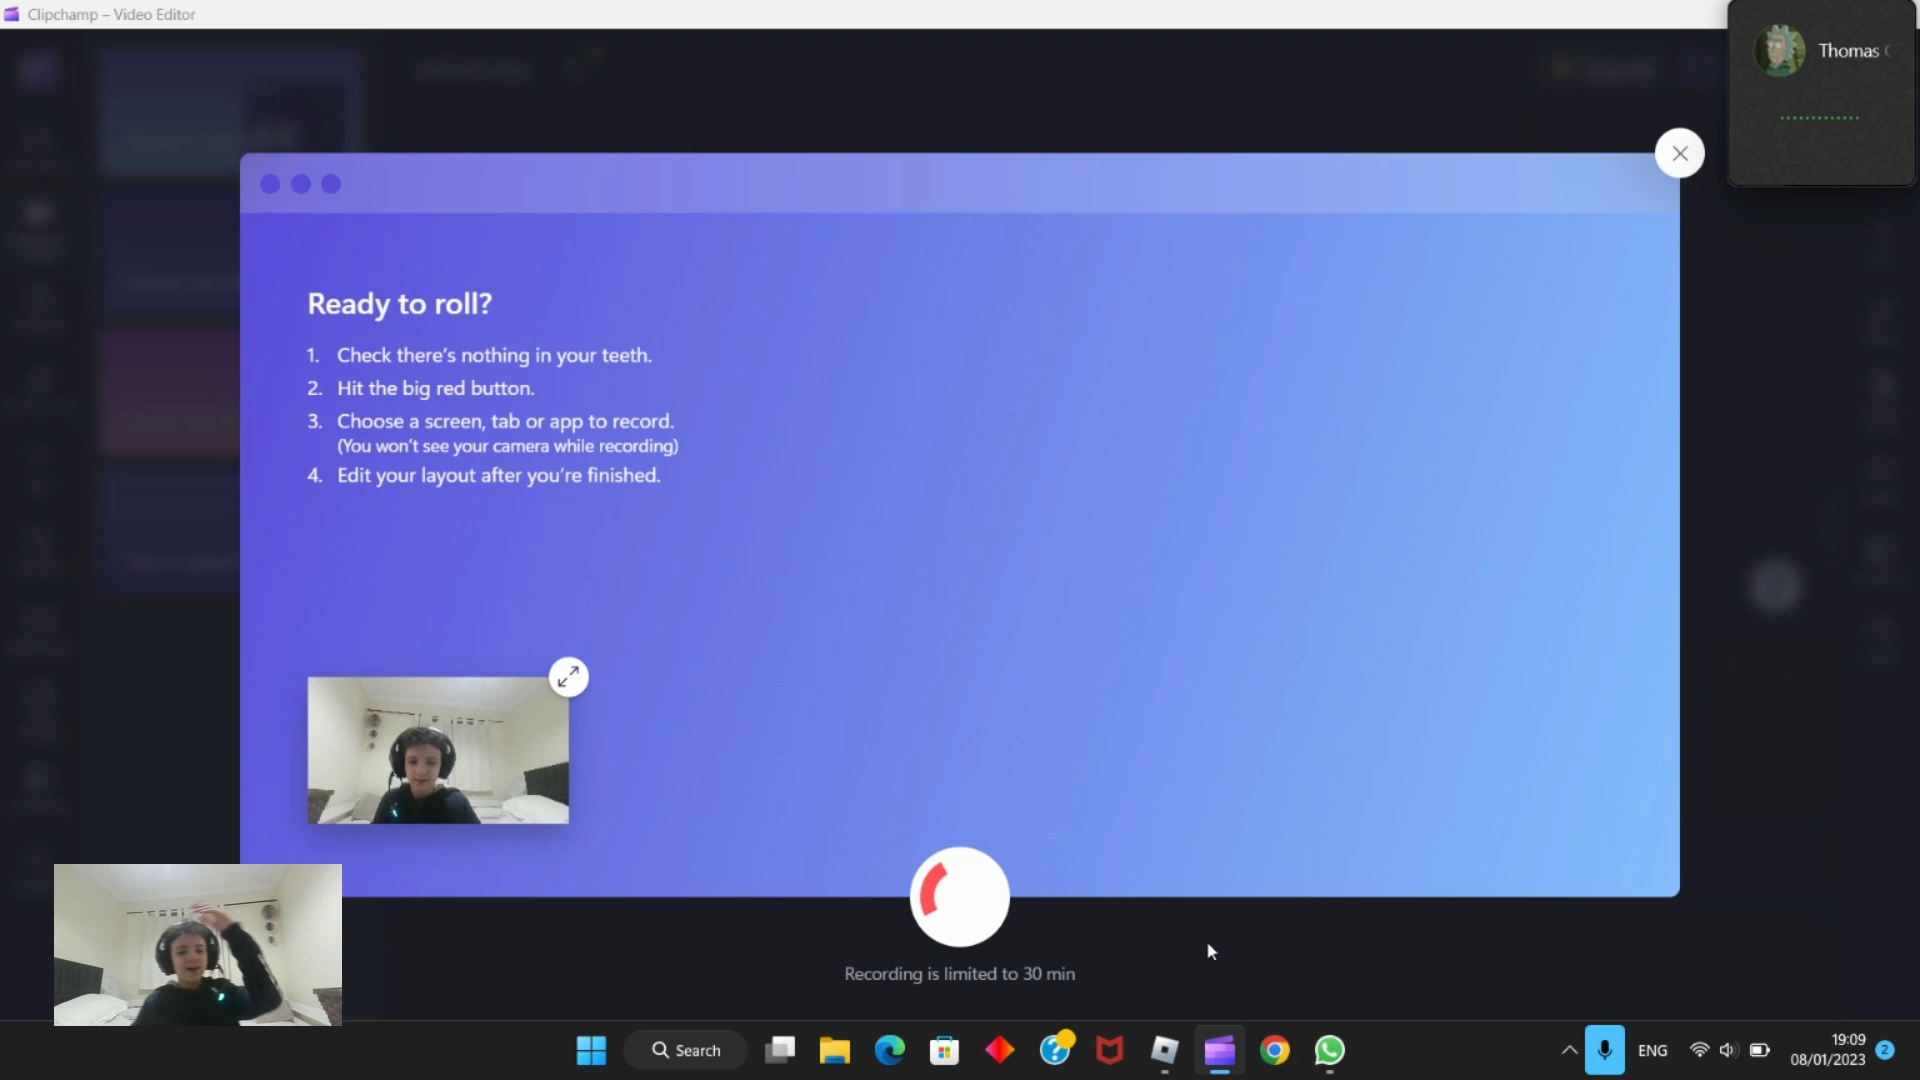 Clipchamp – Video Editor
Thomas
Ready to roll?
1. Check there's nothing in your teeth.
2. Hit the big red button.
3. Choose a screen, tab or app to record.
(You won't see your camera while recording)
4. Edit your layout after you're finished.
Recording is limited to 30 min
Search
ENG
19:09
08/01/2023
2